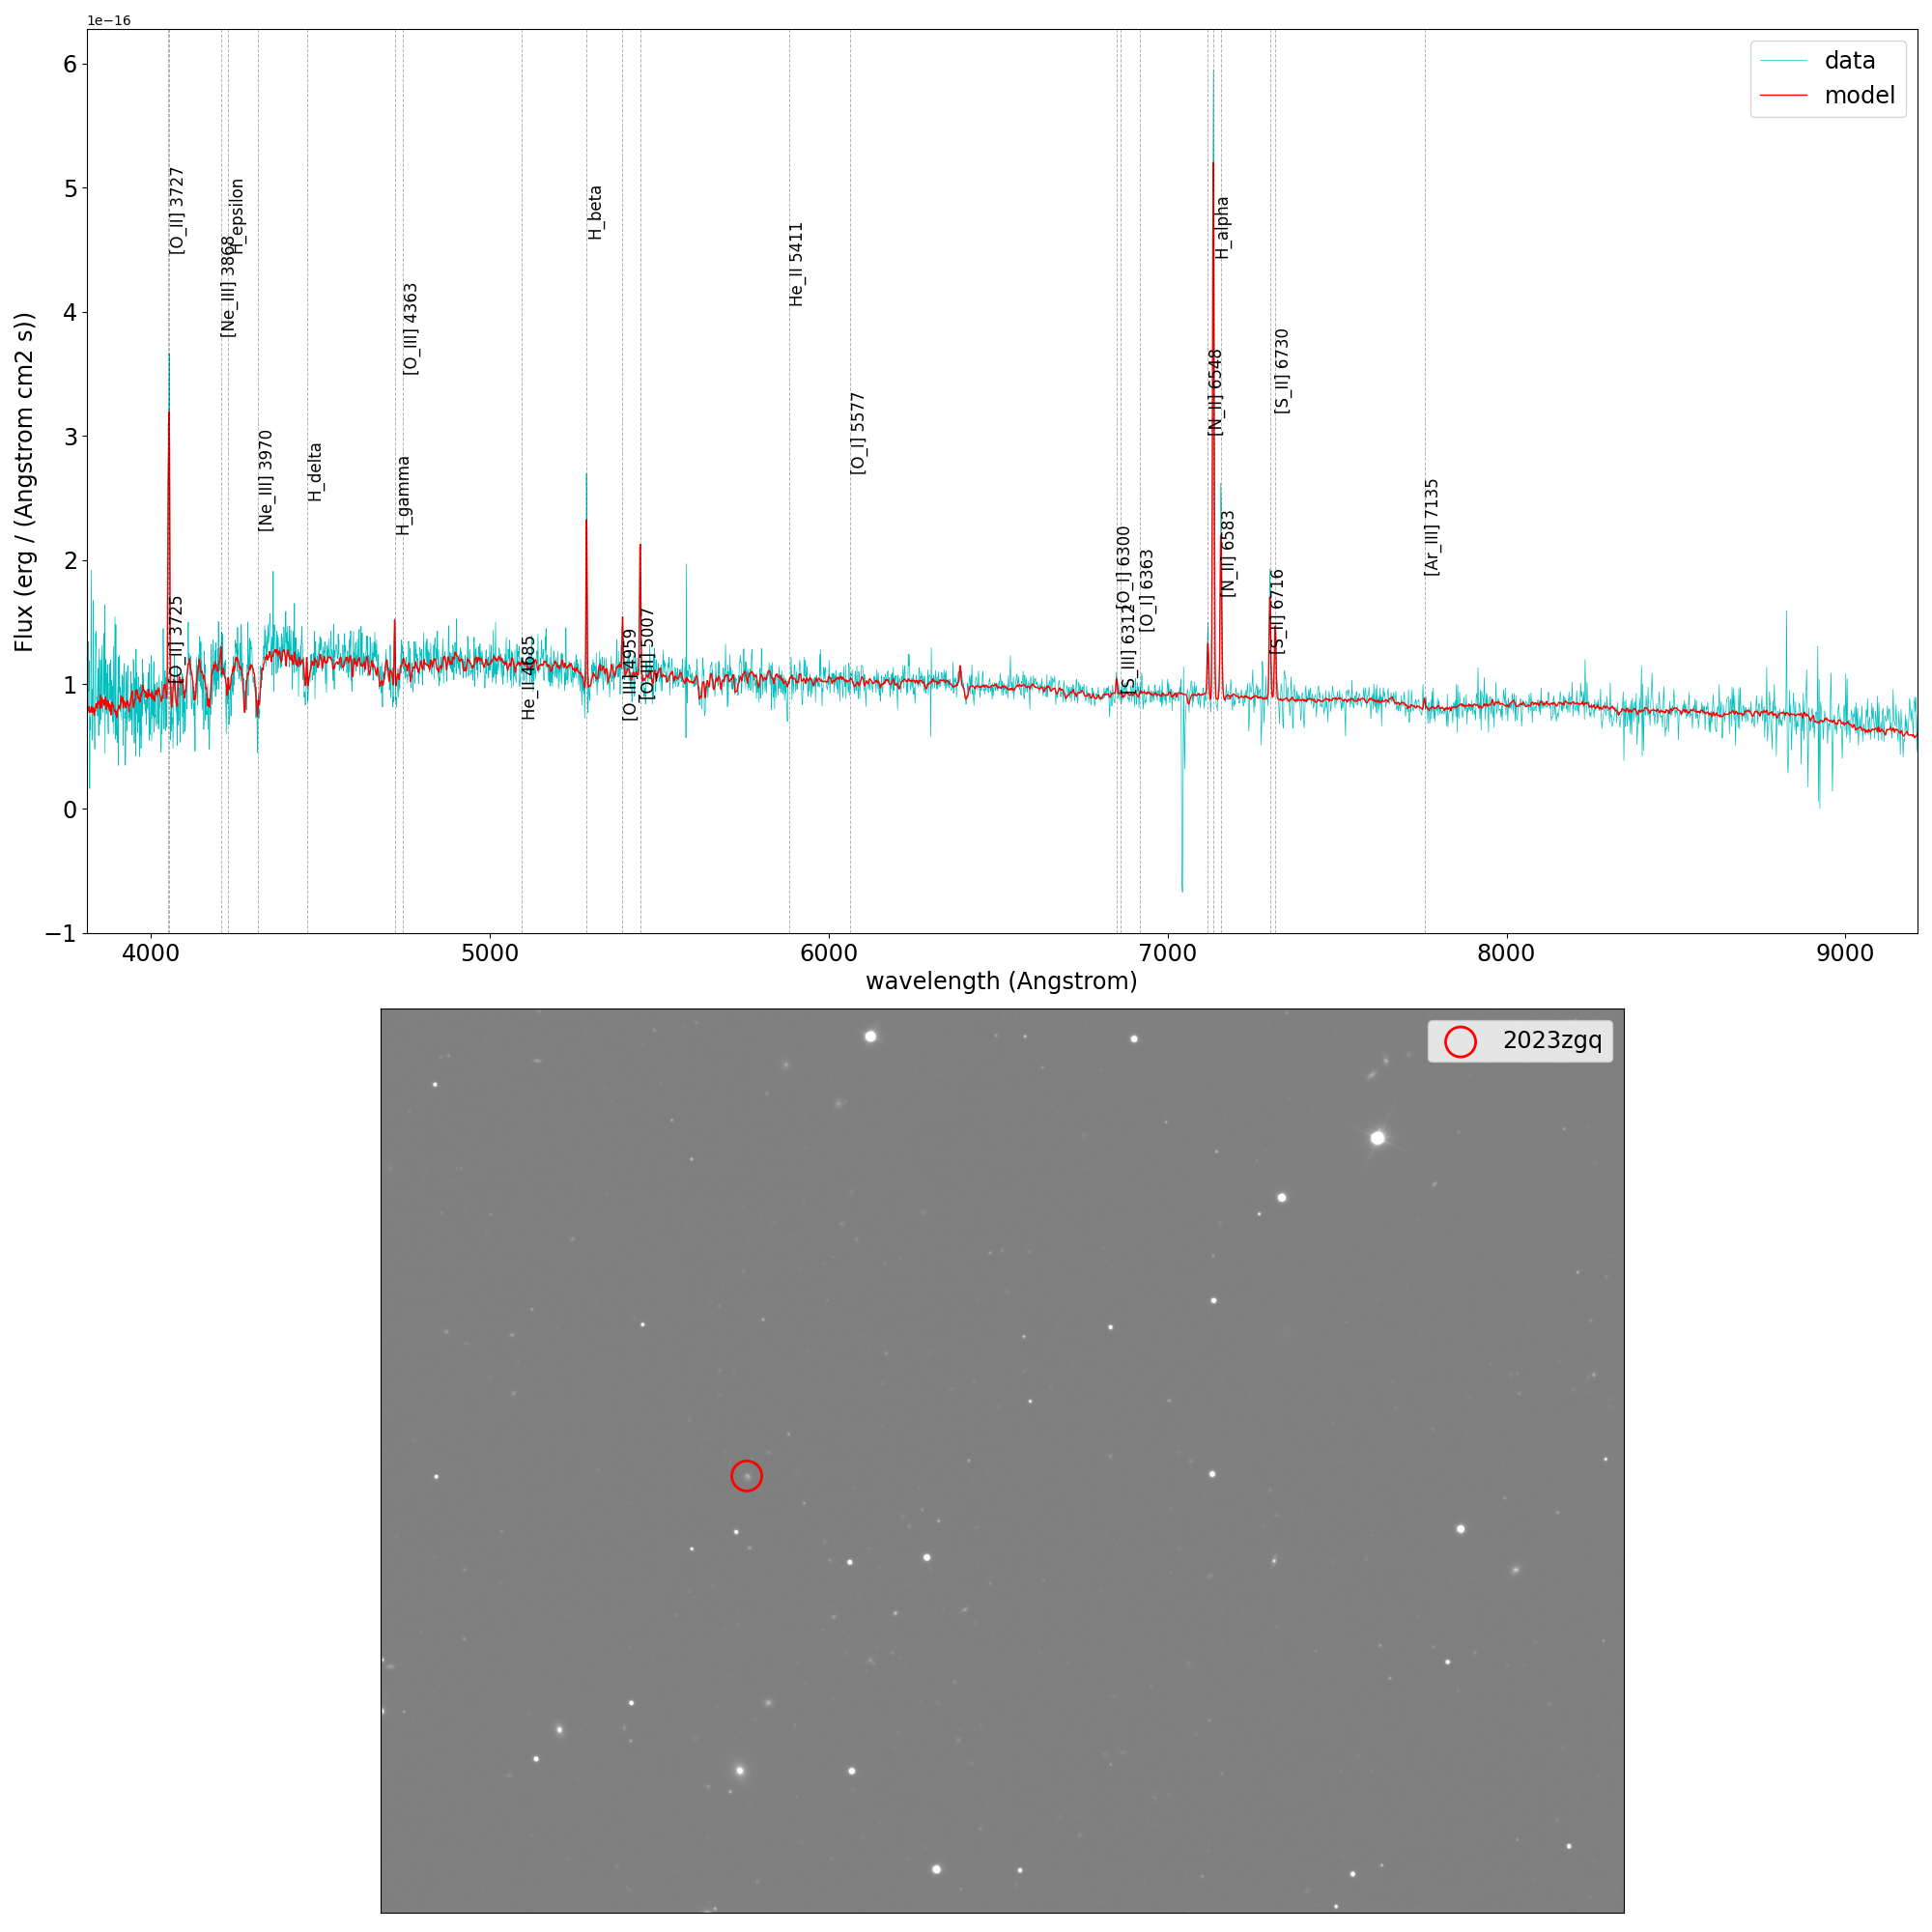 1e−16
data
model
6
5
4
3
2
1
0
−1
Flux (erg / (Angstrom cm2 s))
[O_II] 3727
[O_II] 3725
[Ne_III] 3868
H_epsilon
[Ne_III] 3970
H_delta
H_gamma
[O_III] 4363
He_II 4685
H_beta
[O_III] 4959
[O_III] 5007
He_II 5411
[O_I] 5577
[O_I] 6300
[S_III] 6312
[O_I] 6363
[N_II] 6548
H_alpha
[N_II] 6583
[S_II] 6716
[S_II] 6730
[Ar_III] 7135
4000 5000 6000 7000 8000 9000
wavelength (Angstrom)
2023zgq